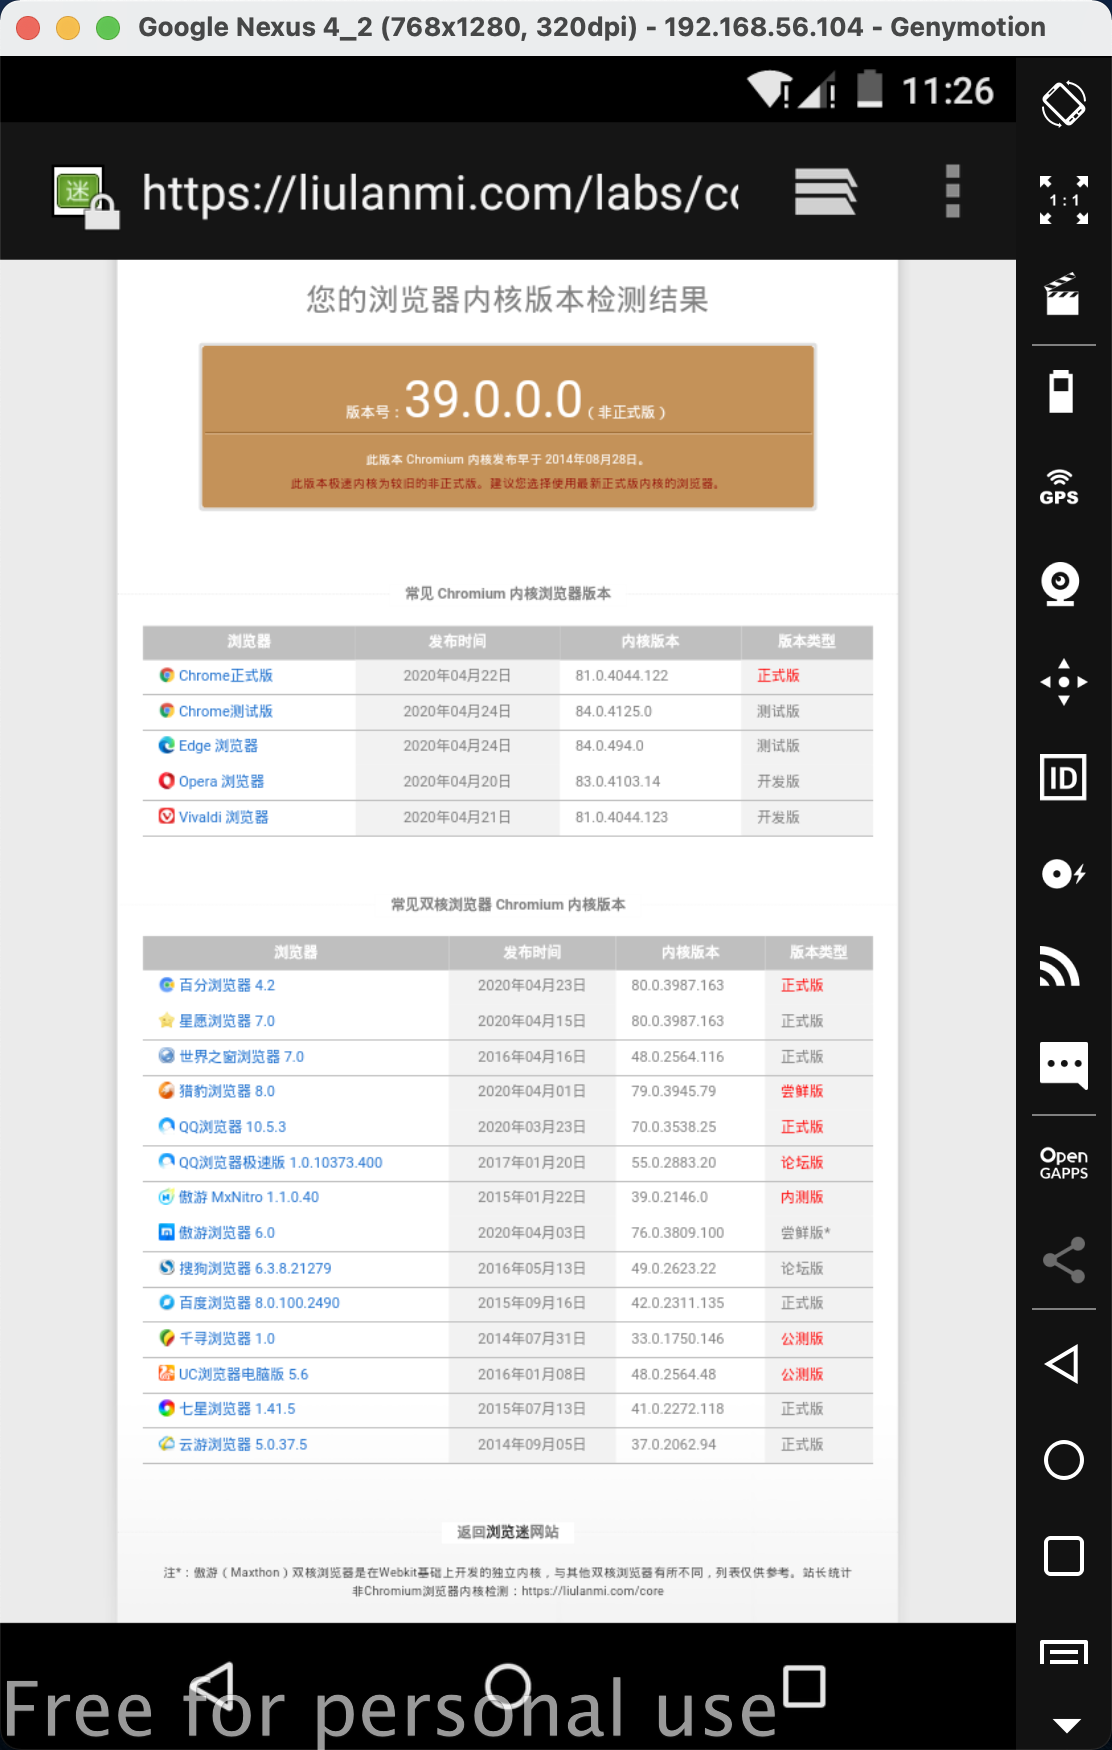 Google Nexus 4_2 (768x1280, 320dpi) - 192.168.56.104 - Genymotion
11:26
迷 https://liulanmi.com/labs/co
1 : 1
GPS
ID
Open
GAPPS
您的浏览器内核版本检测结果
版本号：39.0.0.0（非正式版）
此版本 Chromium 内核发布早于 2014年08月28日。
此版本极速内核为较旧的非正式版。建议您选择使用最新正式版内核的浏览器。
常见 Chromium 内核浏览器版本
浏览器 发布时间 内核版本 版本类型
Chrome正式版 2020年04月22日 81.0.4044.122 正式版
Chrome测试版 2020年04月24日 84.0.4125.0 测试版
Edge 浏览器 2020年04月24日 84.0.494.0 测试版
Opera 浏览器 2020年04月20日 83.0.4103.14 开发版
Vivaldi 浏览器 2020年04月21日 81.0.4044.123 开发版
常见双核浏览器 Chromium 内核版本
浏览器 发布时间 内核版本 版本类型
百分浏览器 4.2 2020年04月23日 80.0.3987.163 正式版
星愿浏览器 7.0 2020年04月15日 80.0.3987.163 正式版
世界之窗浏览器 7.0 2016年04月16日 48.0.2564.116 正式版
猎豹浏览器 8.0 2020年04月01日 79.0.3945.79 尝鲜版
QQ浏览器 10.5.3 2020年03月23日 70.0.3538.25 正式版
QQ浏览器极速版 1.0.10373.400 2017年01月20日 55.0.2883.20 论坛版
傲游 MxNitro 1.1.0.40 2015年01月22日 39.0.2146.0 内测版
傲游浏览器 6.0 2020年04月03日 76.0.3809.100 尝鲜版*
搜狗浏览器 6.3.8.21279 2016年05月13日 49.0.2623.22 论坛版
百度浏览器 8.0.100.2490 2015年09月16日 42.0.2311.135 正式版
千寻浏览器 1.0 2014年07月31日 33.0.1750.146 公测版
UC浏览器电脑版 5.6 2016年01月08日 48.0.2564.48 公测版
七星浏览器 1.41.5 2015年07月13日 41.0.2272.118 正式版
云游浏览器 5.0.37.5 2014年09月05日 37.0.2062.94 正式版
返回浏览迷网站
注*：傲游（Maxthon）双核浏览器是在Webkit基础上开发的独立内核，与其他双核浏览器有所不同，列表仅供参考。站长统计
非Chromium浏览器内核检测：https://liulanmi.com/core
Free for personal use